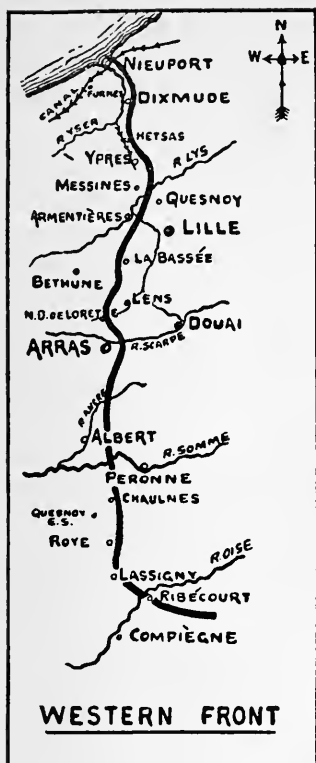 N
W E
NIEUPORT
CANAL
FURNES
DIXMUDE
R YSER
HETSAS
YPRES
R LYS
MESSINES
QUESNOY
ARMENTIÈRES
LILLE
LA BASSÉE
BETHUNE
LENS
N.D. DE LORETTE
DOUAI
ARRAS
R. SCARPE
R. ANCRE
ALBERT
R. SOMME
PERONNE
CHAULNES
QUESNOY
E.S.
ROYE
R. OISE
LASSIGNY
RIBÉCOURT
COMPIÈGNE
WESTERN FRONT